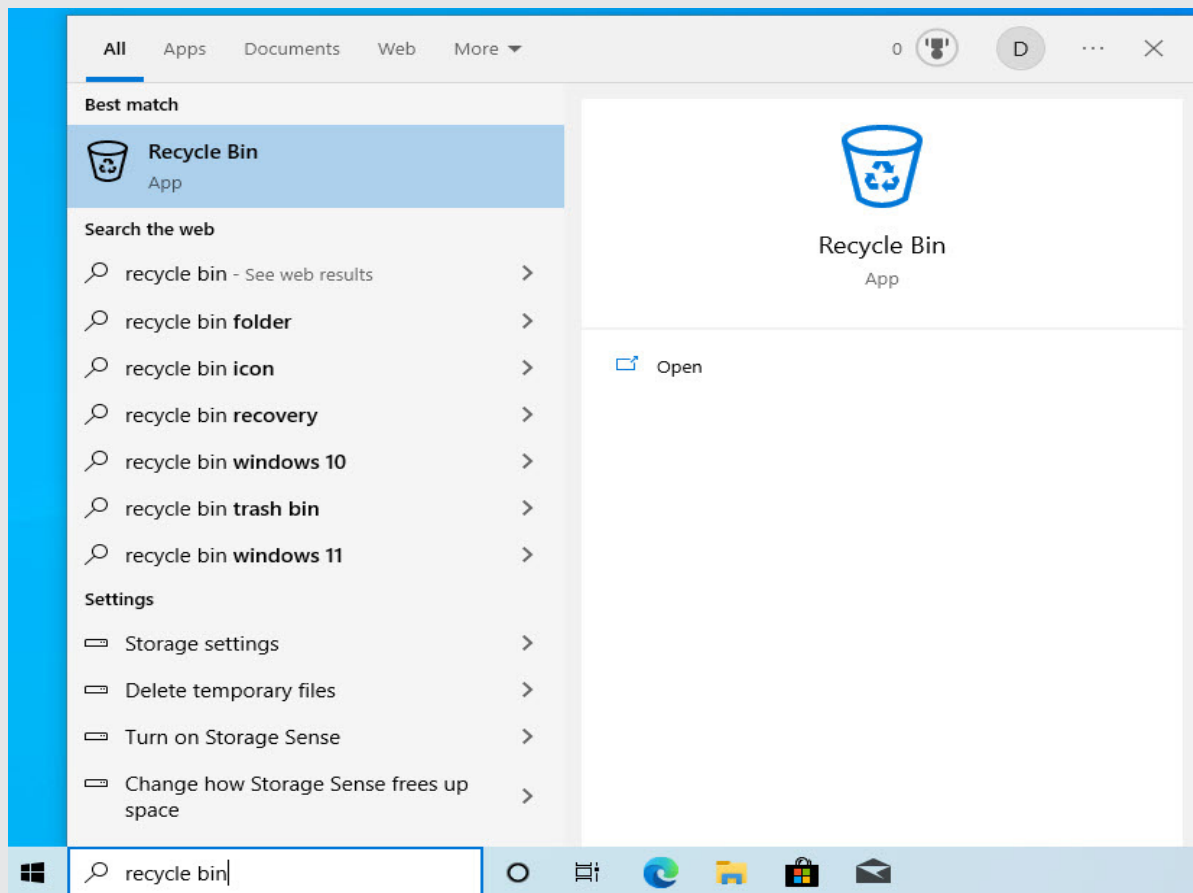 All Apps Documents Web More 0 D ...
Best match
Recycle Bin
App
Search the web
recycle bin - See web results
recycle bin folder
recycle bin icon
recycle bin recovery
recycle bin windows 10
recycle bin trash bin
recycle bin windows 11
Settings
Storage settings
Delete temporary files
Turn on Storage Sense
Change how Storage Sense frees up
space
Recycle Bin
App
Open
recycle bin